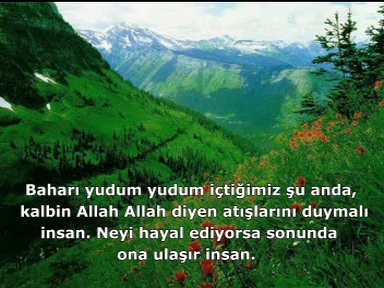 Baharı yudum yudum içtiğimiz şu anda,
kalbin Allah Allah diyen atışlarını duymalı
insan. Neyi hayal ediyorsa sonunda
ona ulaşır insan.